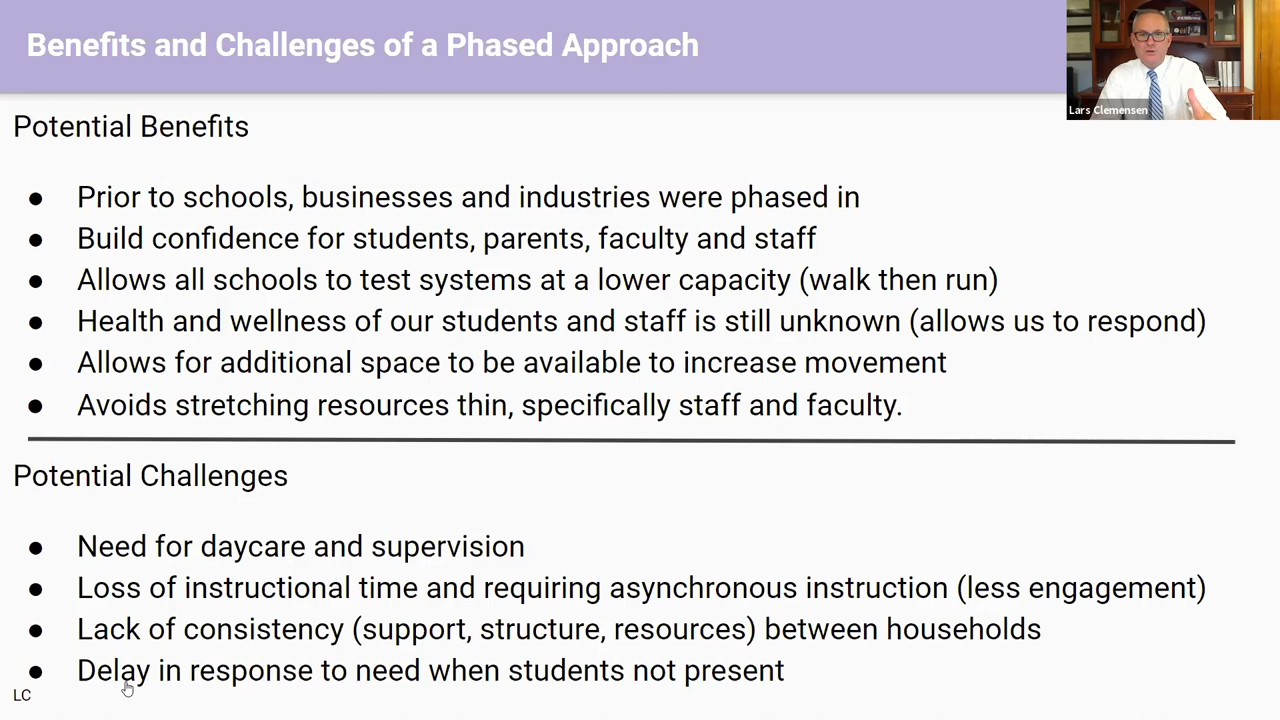 Benefits and Challenges of a Phased Approach
Lars Clemensen
Potential Benefits
● Prior to schools, businesses and industries were phased in
● Build confidence for students, parents, faculty and staff
● Allows all schools to test systems at a lower capacity (walk then run)
● Health and wellness of our students and staff is still unknown (allows us to respond)
● Allows for additional space to be available to increase movement
● Avoids stretching resources thin, specifically staff and faculty.
Potential Challenges
● Need for daycare and supervision
● Loss of instructional time and requiring asynchronous instruction (less engagement)
● Lack of consistency (support, structure, resources) between households
● Delay in response to need when students not present
LC